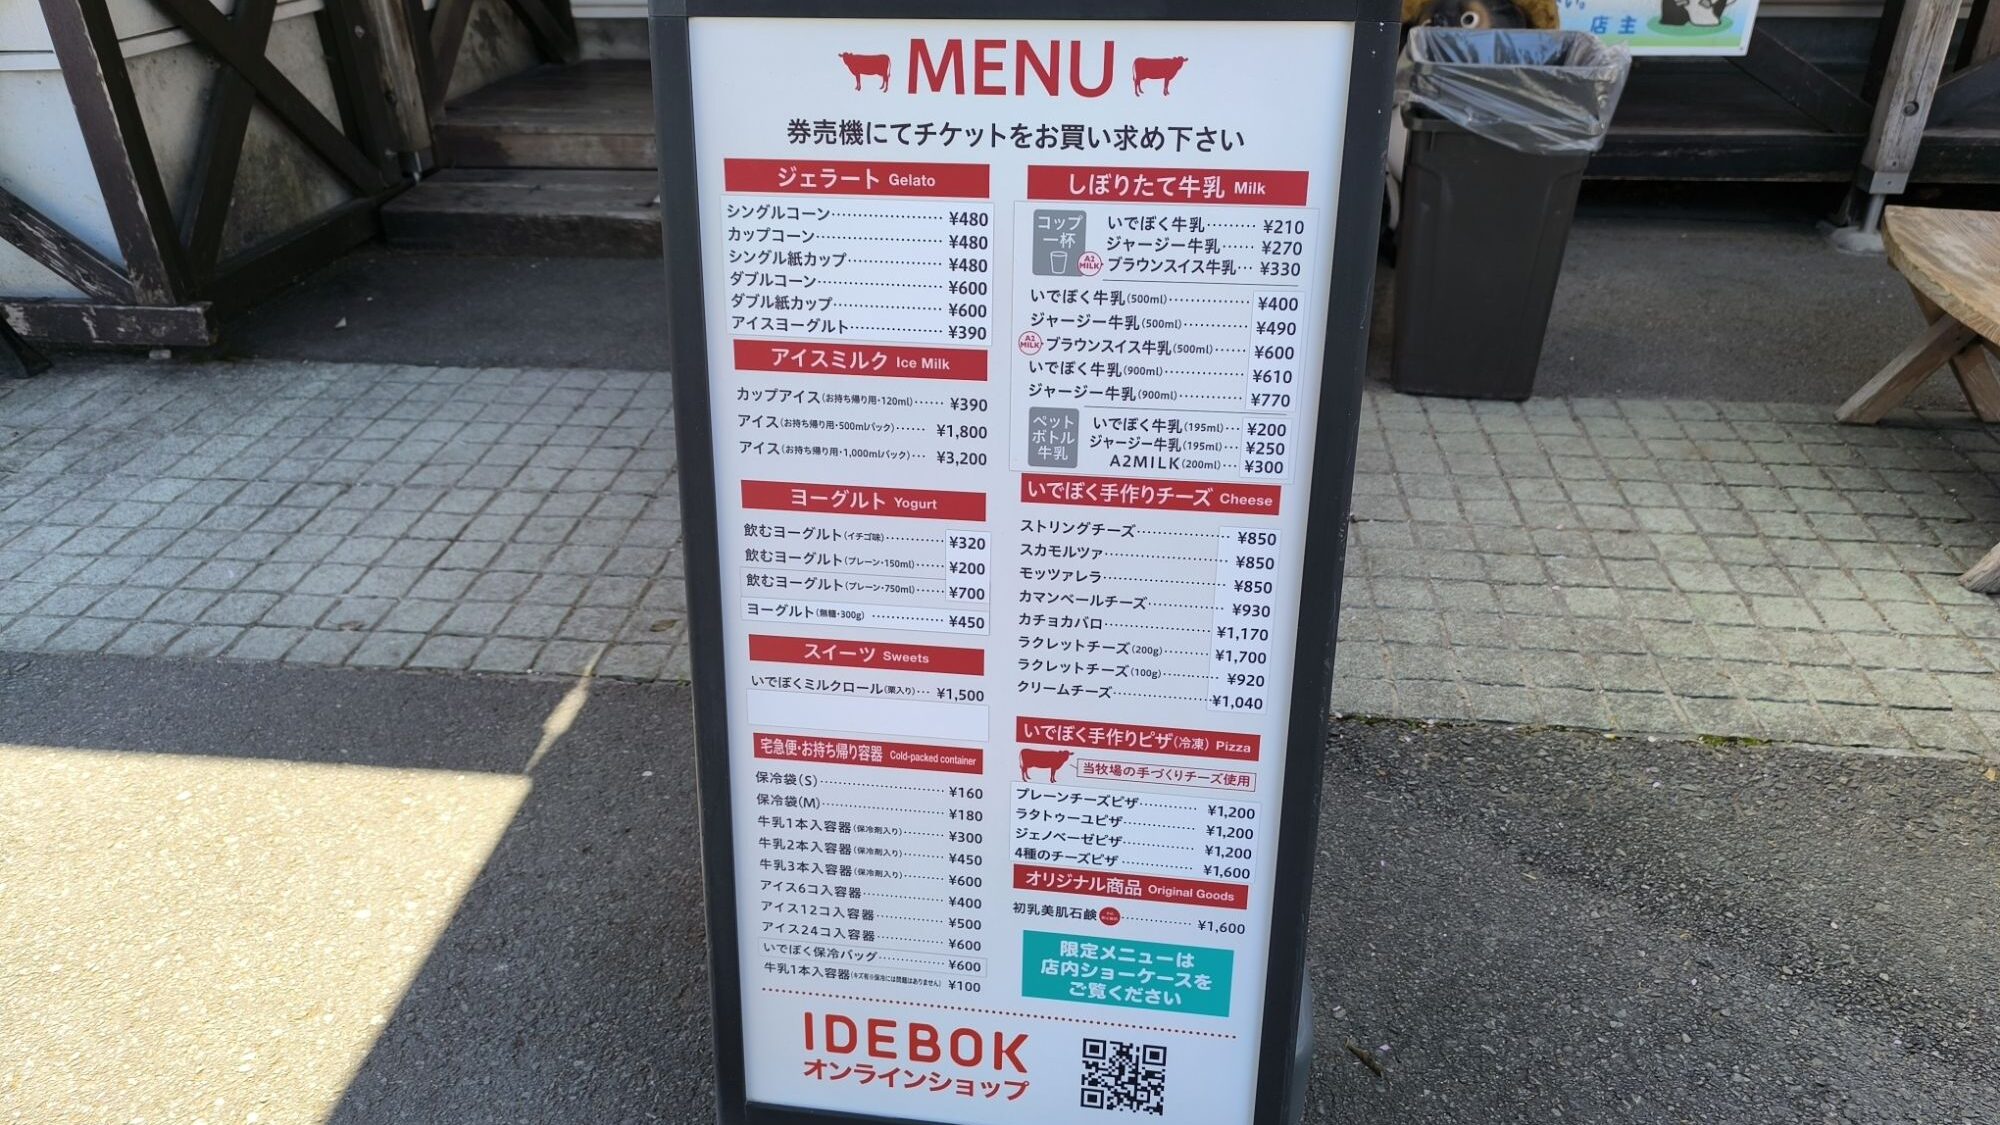 MENU
券売機にてチケットをお買い求め下さい
ジェラート Gelato
シングルコーン ¥480
カップコーン ¥480
シングル紙カップ ¥480
ダブルコーン ¥600
ダブル紙カップ ¥600
アイスヨーグルト ¥390
アイスミルク Ice Milk
カップアイス(お持ち帰り用・120ml) ¥390
アイス(お持ち帰り用・500mlパック) ¥1,800
アイス(お持ち帰り用・1,000mlパック) ¥3,200
ヨーグルト Yogurt
飲むヨーグルト(イチゴ味) ¥320
飲むヨーグルト(プレーン・150ml) ¥200
飲むヨーグルト(プレーン・750ml) ¥700
ヨーグルト(無糖・300g) ¥450
スイーツ Sweets
いでぼくミルクロール(栗入り) ¥1,500
宅急便・お持ち帰り容器 Cold-packed container
保冷袋(S) ¥160
保冷袋(M) ¥180
牛乳1本入容器(保冷剤入り) ¥300
牛乳2本入容器(保冷剤入り) ¥450
牛乳3本入容器(保冷剤入り) ¥600
アイス6コ入容器 ¥400
アイス12コ入容器 ¥500
アイス24コ入容器 ¥600
いでぼく保冷バッグ ¥600
牛乳1本入容器(キズ有※保冷には問題はありません) ¥100
しぼりたて牛乳 Milk
コップ
一杯
いでぼく牛乳 ¥210
ジャージー牛乳 ¥270
A2 MILK ブラウンスイス牛乳 ¥330
いでぼく牛乳(500ml) ¥400
ジャージー牛乳(500ml) ¥490
A2 MILK ブラウンスイス牛乳(500ml) ¥600
いでぼく牛乳(900ml) ¥610
ジャージー牛乳(900ml) ¥770
ペット
ボトル
牛乳
いでぼく牛乳(195ml) ¥200
ジャージー牛乳(195ml) ¥250
A2MILK(200ml) ¥300
いでぼく手作りチーズ Cheese
ストリングチーズ ¥850
スカモルツァ ¥850
モッツァレラ ¥850
カマンベールチーズ ¥930
カチョカバロ ¥1,170
ラクレットチーズ(200g) ¥1,700
ラクレットチーズ(100g) ¥920
クリームチーズ ¥1,040
いでぼく手作りピザ(冷凍) Pizza
当牧場の手づくりチーズ使用
プレーンチーズピザ ¥1,200
ラタトゥーユピザ ¥1,200
ジェノベーゼピザ ¥1,200
4種のチーズピザ ¥1,600
オリジナル商品 Original Goods
初乳美肌石鹸 ¥1,600
限定メニューは
店内ショーケースを
ご覧ください
IDEBOK
オンラインショップ
店主